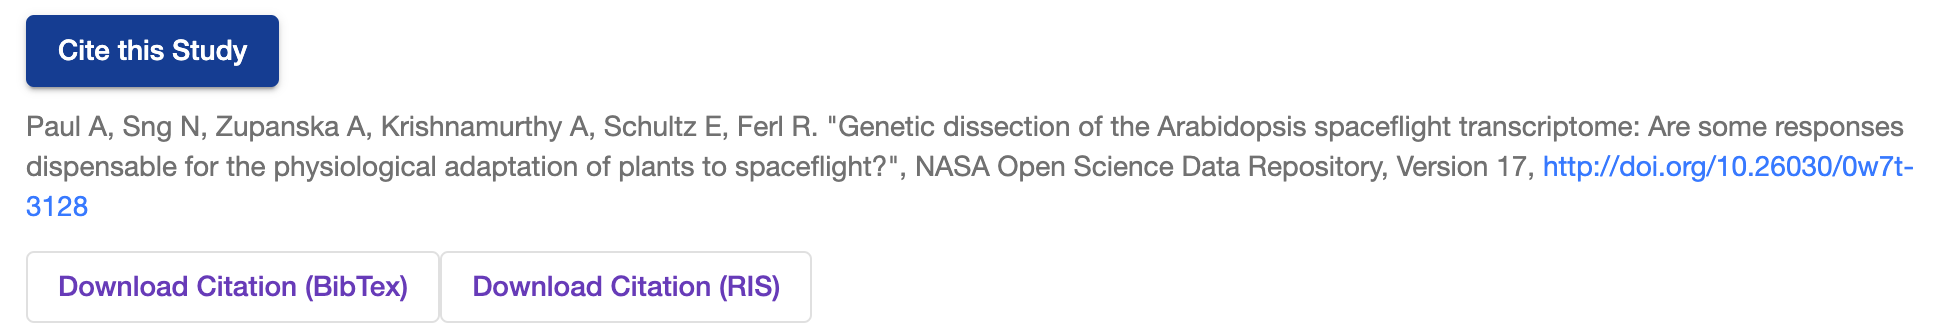 Cite this Study
Paul A, Sng N, Zupanska A, Krishnamurthy A, Schultz E, Ferl R. "Genetic dissection of the Arabidopsis spaceflight transcriptome: Are some responses
dispensable for the physiological adaptation of plants to spaceflight?", NASA Open Science Data Repository, Version 17, http://doi.org/10.26030/0w7t-
3128
Download Citation (BibTex) Download Citation (RIS)